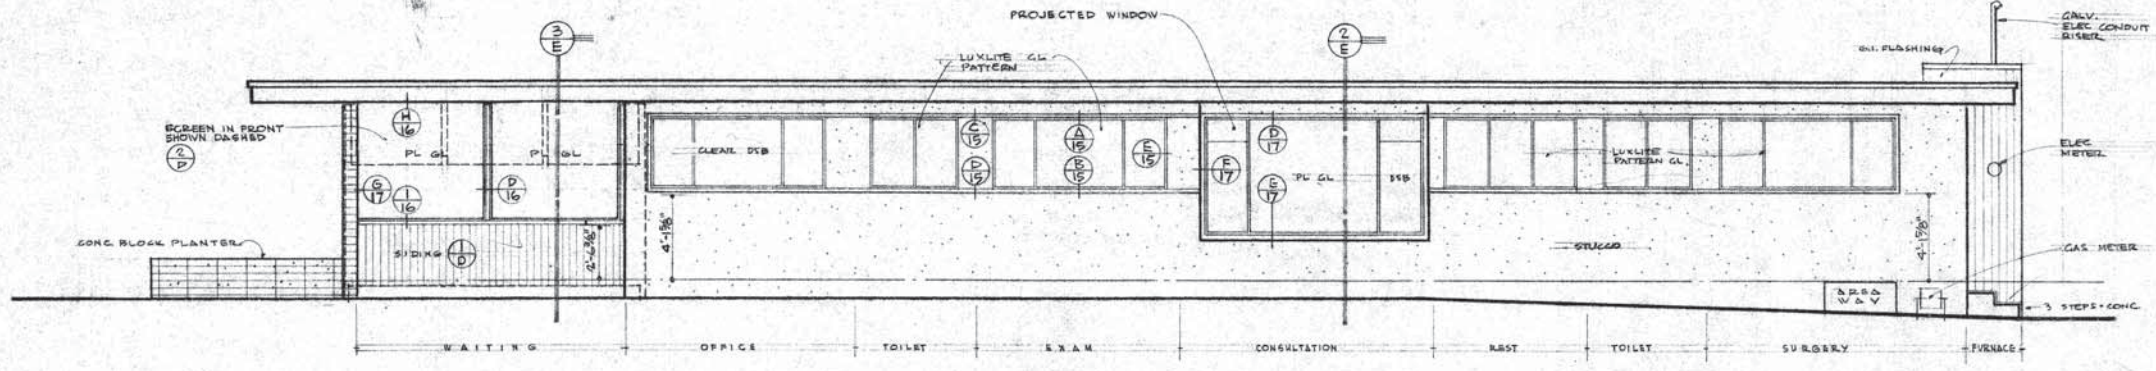 PROJECTED WINDOW
GALV.
ELEC CONDUIT
RISER
3
E
2
E
G.I. FLASHING
LUXLITE GL
PATTERN
SCREEN IN FRONT
SHOWN DASHED
2
D
H
16
PL GL
PL GL
CLEAR DSB
C
15
A
15
E
15
D
17
LUXLITE
PATTERN GL.
ELEC
METER
G
17
I
16
D
16
D
15
B
15
F
17
E
17
PL GL
DSB
CONC. BLOCK PLANTER
SIDING
1
D
2'-6 3/8"
4'-1 5/8"
STUCCO
4'-1 5/8"
GAS METER
AREA
WAY
3 STEPS-CONC.
WAITING
OFFICE
TOILET
EXAM
CONSULTATION
REST
TOILET
SURGERY
FURNACE